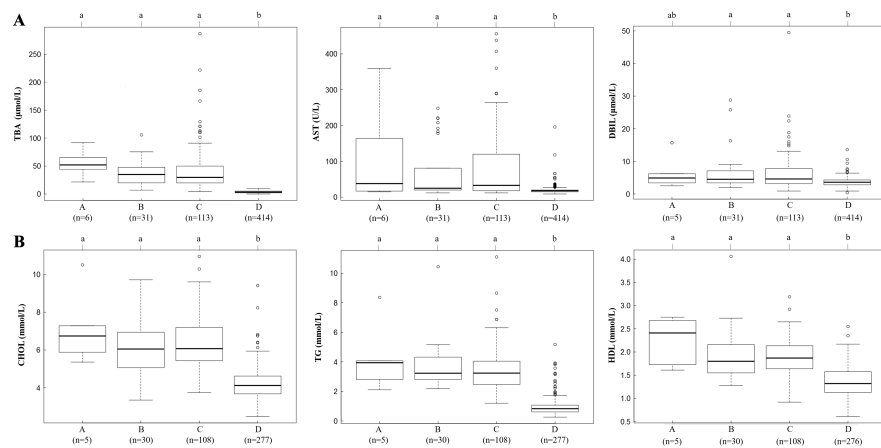 A
a a a b
TBA (μmol/L)
250
200
150
100
50
0
A B C D
(n=6) (n=31) (n=113) (n=414)
a a a b
AST (U/L)
400
300
200
100
0
A B C D
(n=6) (n=31) (n=113) (n=414)
ab a a b
DBIL (μmol/L)
50
40
30
20
10
0
A B C D
(n=5) (n=31) (n=113) (n=414)
B
a a a b
CHOL (mmol/L)
10
8
6
4
A B C D
(n=5) (n=30) (n=108) (n=277)
a a a b
TG (mmol/L)
10
8
6
4
2
0
A B C D
(n=5) (n=30) (n=108) (n=277)
a a a b
HDL (mmol/L)
4.0
3.5
3.0
2.5
2.0
1.5
1.0
0.5
A B C D
(n=5) (n=30) (n=108) (n=276)